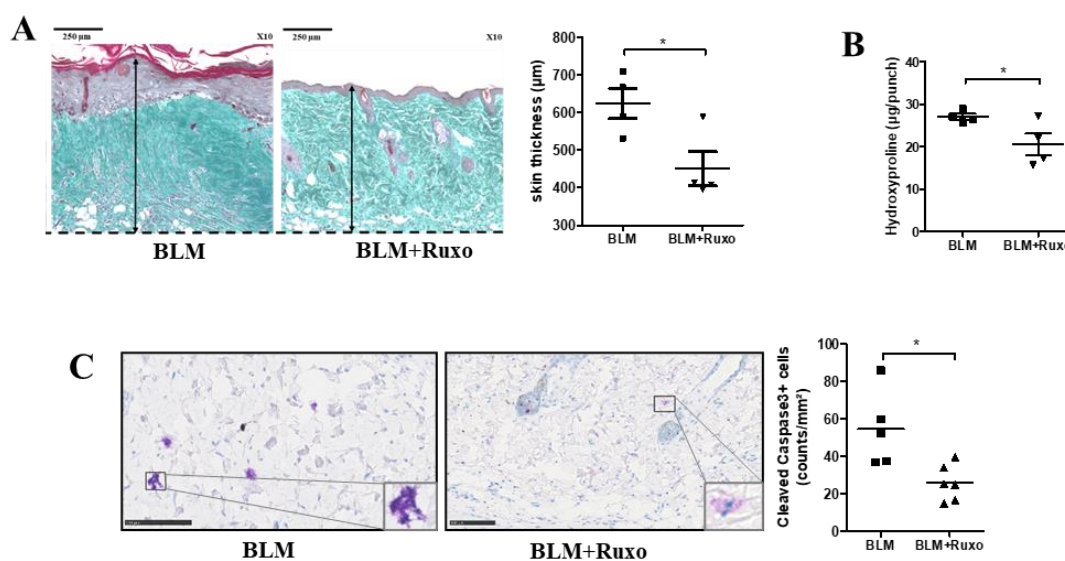 A
250 µm
X10
250 µm
X10
BLM
BLM+Ruxo
skin thickness (µm)
800
700
600
500
400
300
*
BLM
BLM+Ruxo
B
Hydroxyproline (µg/punch)
40
30
20
10
0
*
BLM
BLM+Ruxo
C
BLM
BLM+Ruxo
Cleaved Caspase3+ cells
(counts/mm²)
100
80
60
40
20
0
*
BLM
BLM+Ruxo